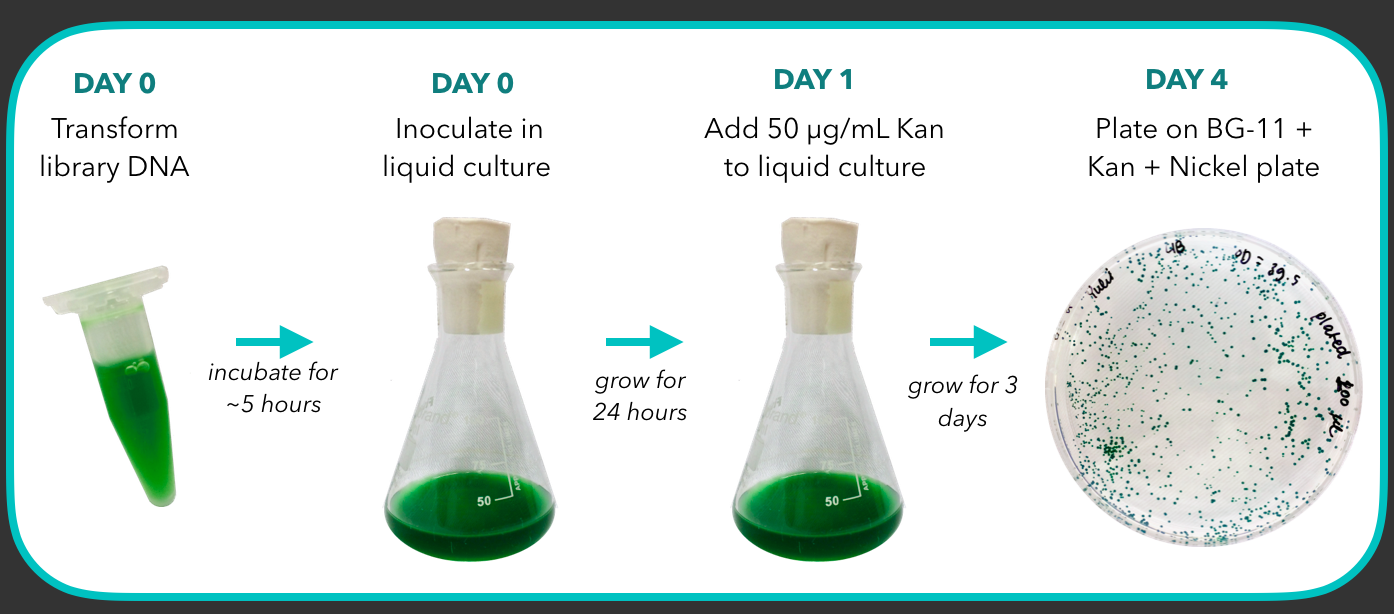 DAY 0
Transform
library DNA
incubate for
~5 hours
DAY 0
Inoculate in
liquid culture
50
grow for
24 hours
DAY 1
Add 50 μg/mL Kan
to liquid culture
50
grow for 3
days
DAY 4
Plate on BG-11 +
Kan + Nickel plate
OD = 39.5
plated
200 μL